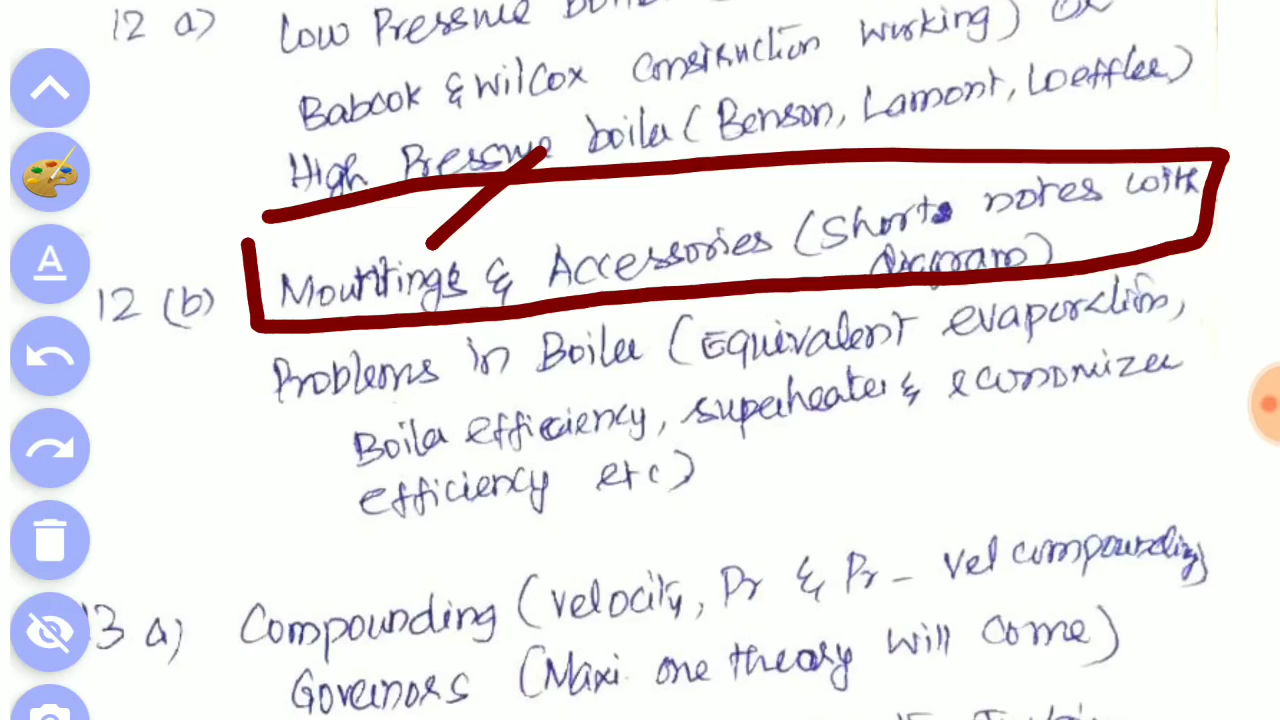 12 a) Low Pressure
Babcok & Wilcox Construction working) or
High Pressure boiler (Benson, Lamont, Loeffler)
12 (b) Mountings & Accessories (Shorts notes with
diagram)
Problems in Boiler (Equivalent evaporation,
Boiler efficiency, superheater & economizer
efficiency etc)
13 a) Compounding (velocity, Pr & Pr - vel compounding
Governors (Maxi. one theory will come)
A